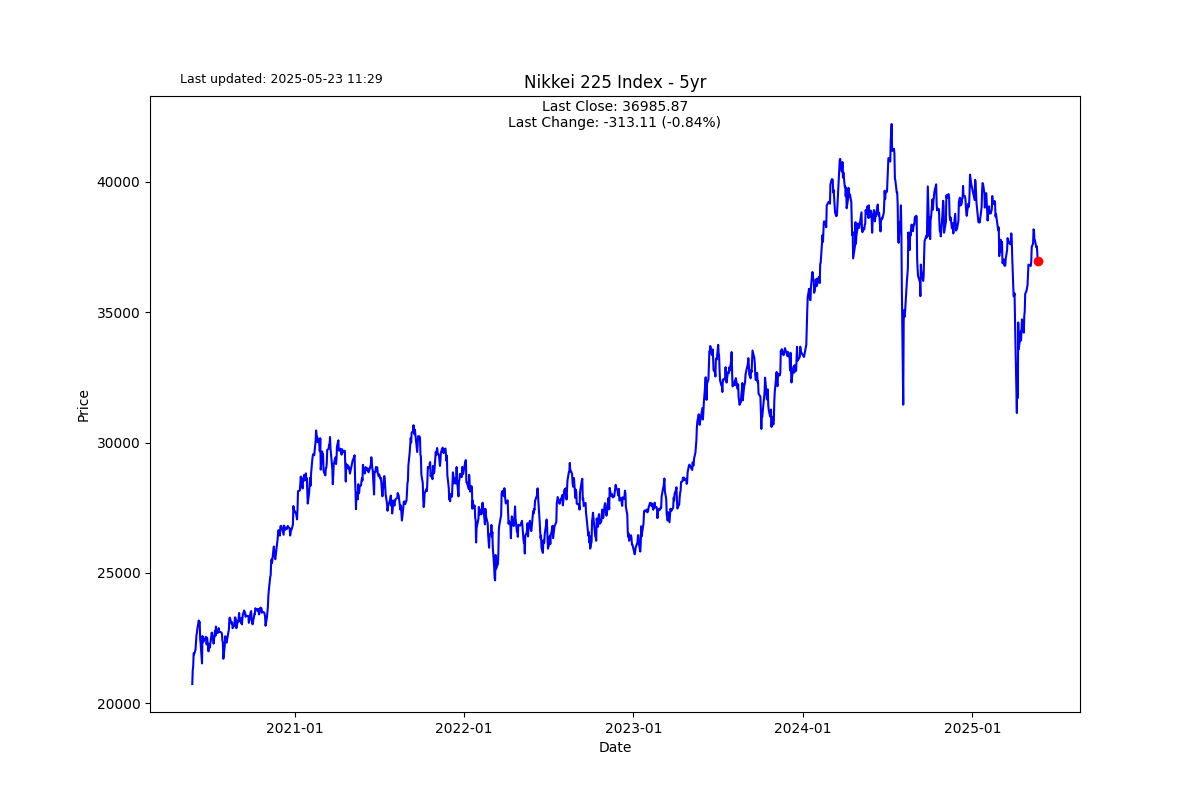 Last updated: 2025-05-23 11:29
Nikkei 225 Index - 5yr
Last Close: 36985.87
Last Change: -313.11 (-0.84%)
40000
35000
30000
25000
20000
Price
2021-01
2022-01
2023-01
2024-01
2025-01
Date